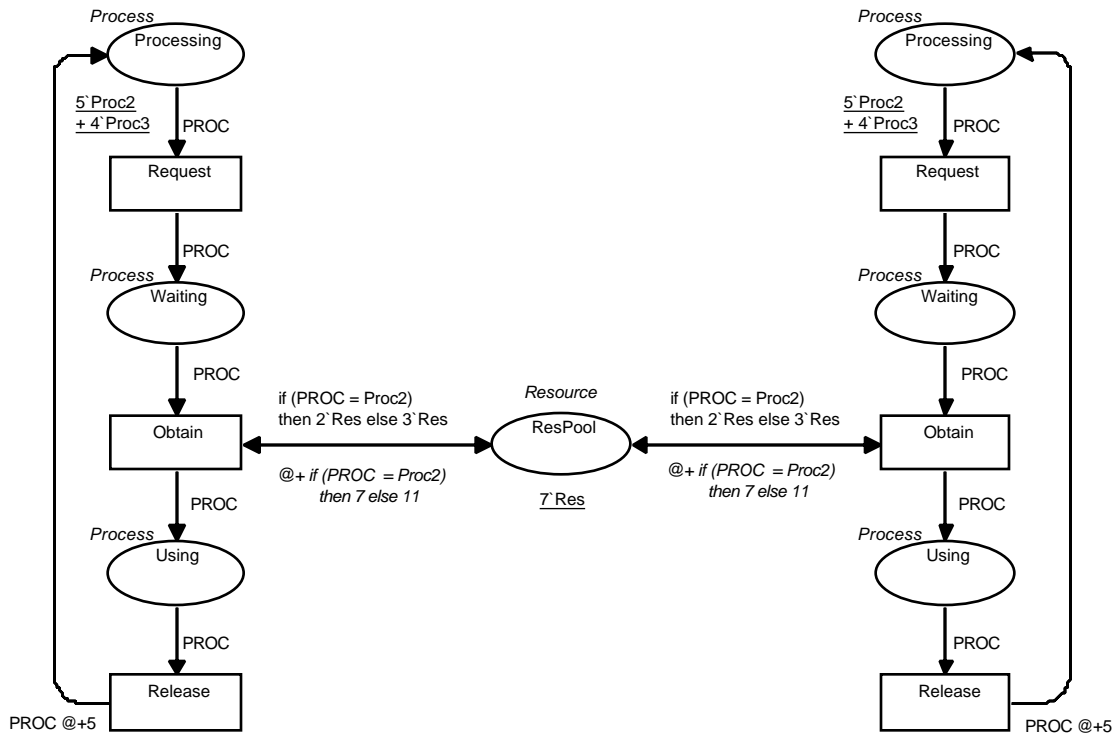 Process
Processing
5`Proc2
+ 4`Proc3
PROC
Request
PROC
Process
Waiting
PROC
Obtain
if (PROC = Proc2)
then 2`Res else 3`Res
@+ if (PROC = Proc2)
then 7 else 11
PROC
Process
Using
PROC
Release
PROC @+5
Resource
ResPool
7`Res
Process
Processing
5`Proc2
+ 4`Proc3
PROC
Request
PROC
Process
Waiting
PROC
if (PROC = Proc2)
then 2`Res else 3`Res
@+ if (PROC = Proc2)
then 7 else 11
Obtain
PROC
Process
Using
PROC
Release
PROC @+5